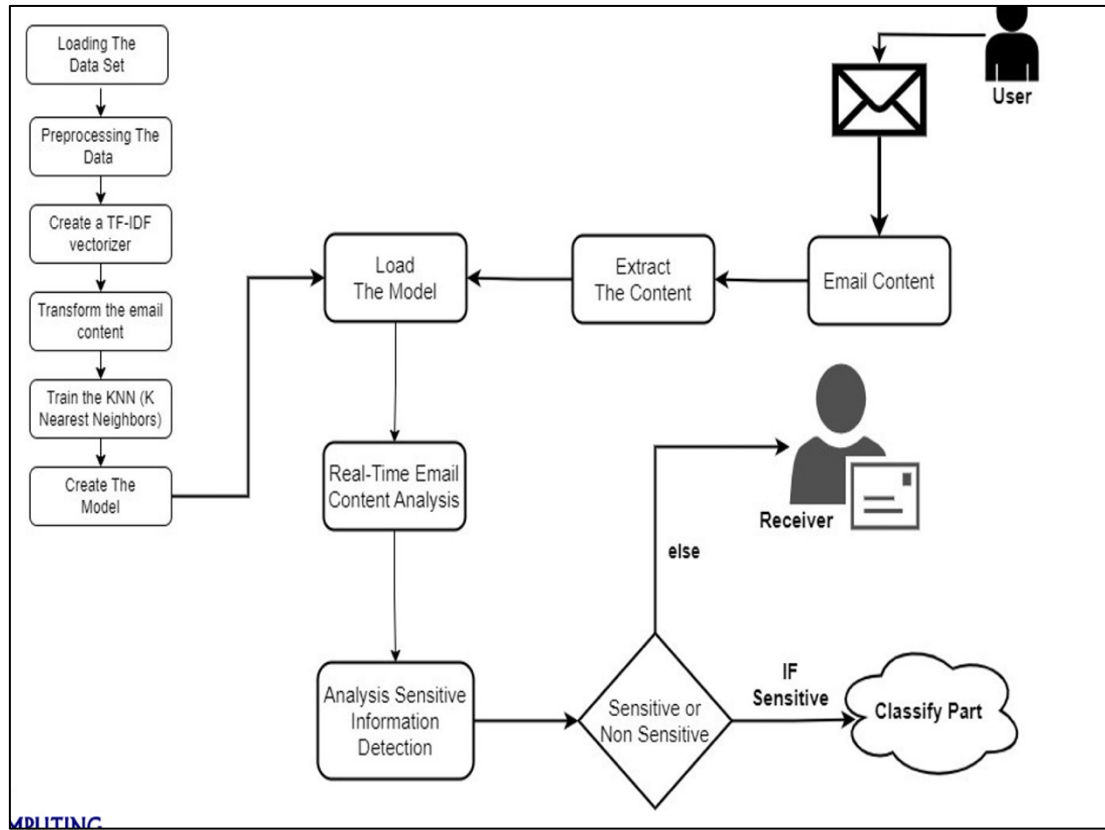 Loading The
Data Set
Preprocessing The
Data
Create a TF-IDF
vectorizer
Transform the email
content
Train the KNN (K
Nearest Neighbors)
Create The
Model
User
Email Content
Extract
The Content
Load
The Model
Real-Time Email
Content Analysis
Analysis Sensitive
Information
Detection
Sensitive or
Non Sensitive
else
Receiver
IF
Sensitive
Classify Part